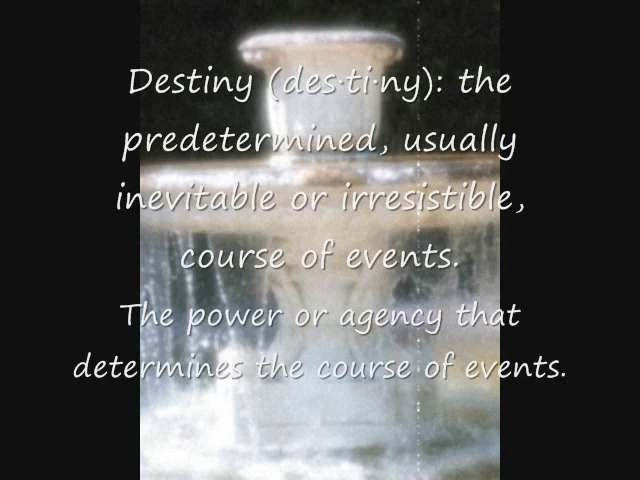 Destiny (des·ti·ny): the
predetermined, usually
inevitable or irresistible,
course of events.
The power or agency that
determines the course of events.